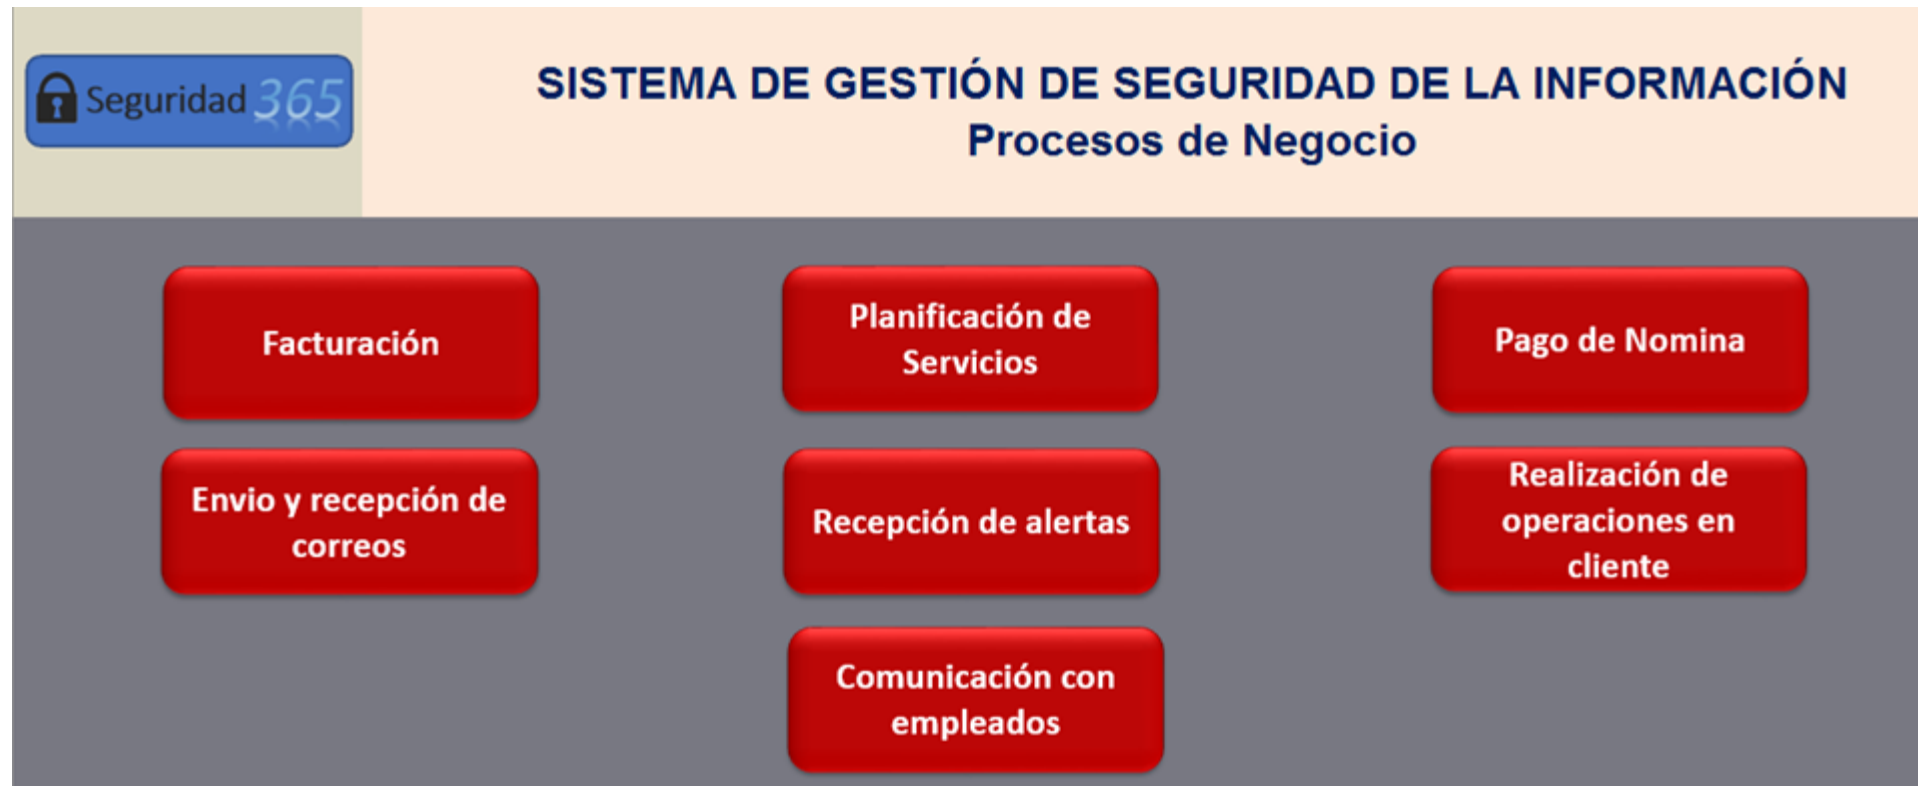 Seguridad 365
SISTEMA DE GESTIÓN DE SEGURIDAD DE LA INFORMACIÓN
Procesos de Negocio
Facturación
Planificación de
Servicios
Pago de Nomina
Envio y recepción de
correos
Recepción de alertas
Realización de
operaciones en
cliente
Comunicación con
empleados